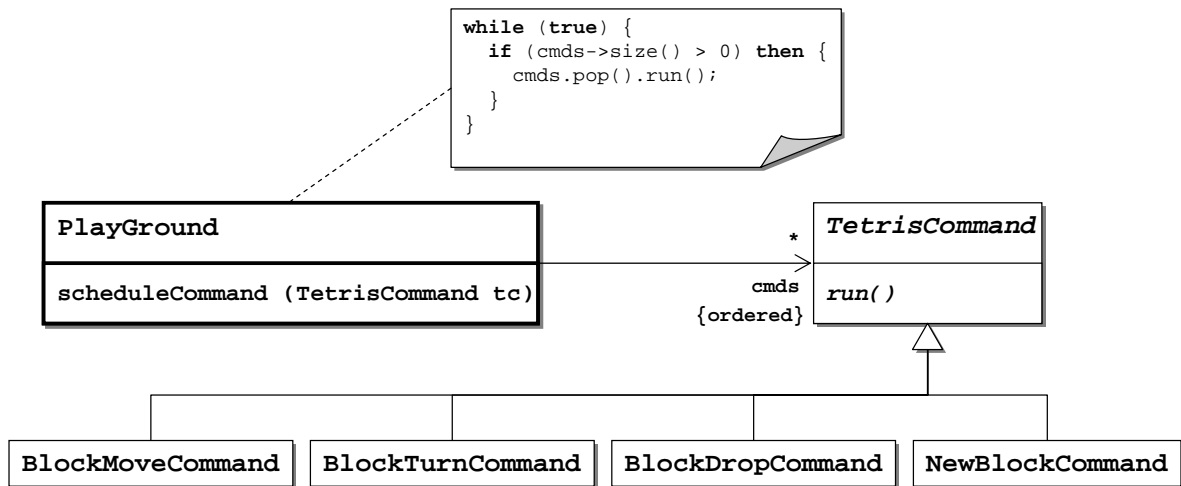 while (true) {
if (cmds->size() > 0) then {
cmds.pop().run();
}
}
PlayGround
scheduleCommand (TetrisCommand tc)
*
cmds
{ordered}
TetrisCommand
run()
BlockMoveCommand
BlockTurnCommand
BlockDropCommand
NewBlockCommand